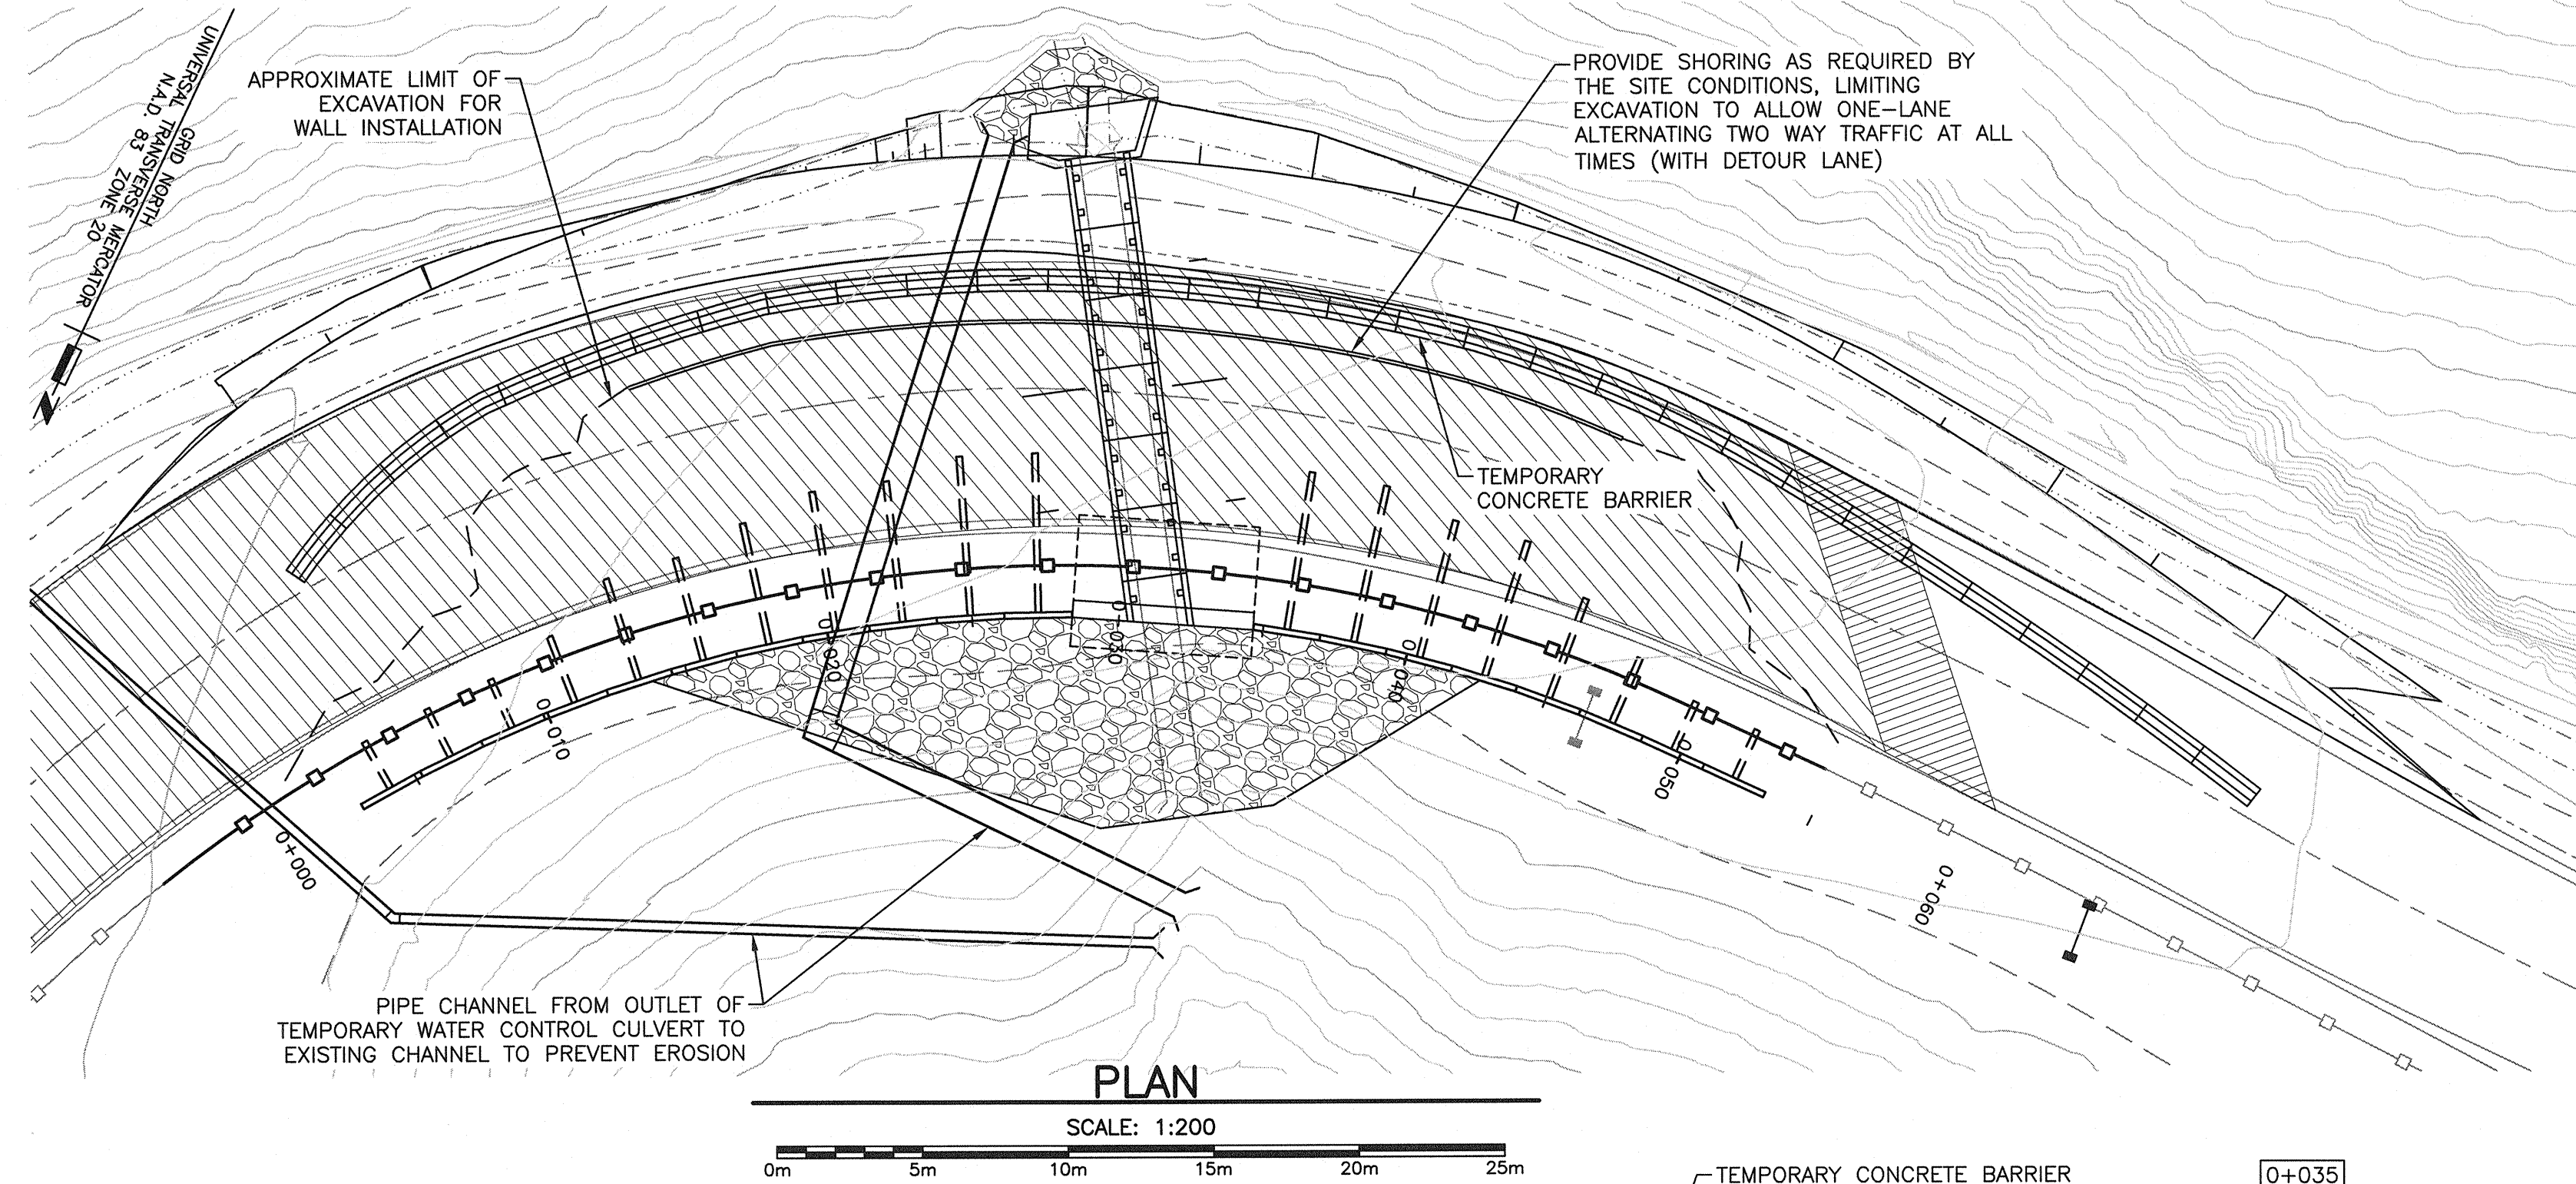 GRID NORTH
UNIVERSAL TRANSVERSE MERCATOR
N.A.D. 83 ZONE 20
APPROXIMATE LIMIT OF
EXCAVATION FOR
WALL INSTALLATION
PROVIDE SHORING AS REQUIRED BY
THE SITE CONDITIONS, LIMITING
EXCAVATION TO ALLOW ONE-LANE
ALTERNATING TWO WAY TRAFFIC AT ALL
TIMES (WITH DETOUR LANE)
TEMPORARY
CONCRETE BARRIER
0+000
0+010
0+020
0+030
0+040
0+050
0+060
PIPE CHANNEL FROM OUTLET OF
TEMPORARY WATER CONTROL CULVERT TO
EXISTING CHANNEL TO PREVENT EROSION
PLAN
SCALE: 1:200
0m 5m 10m 15m 20m 25m
TEMPORARY CONCRETE BARRIER
0+035